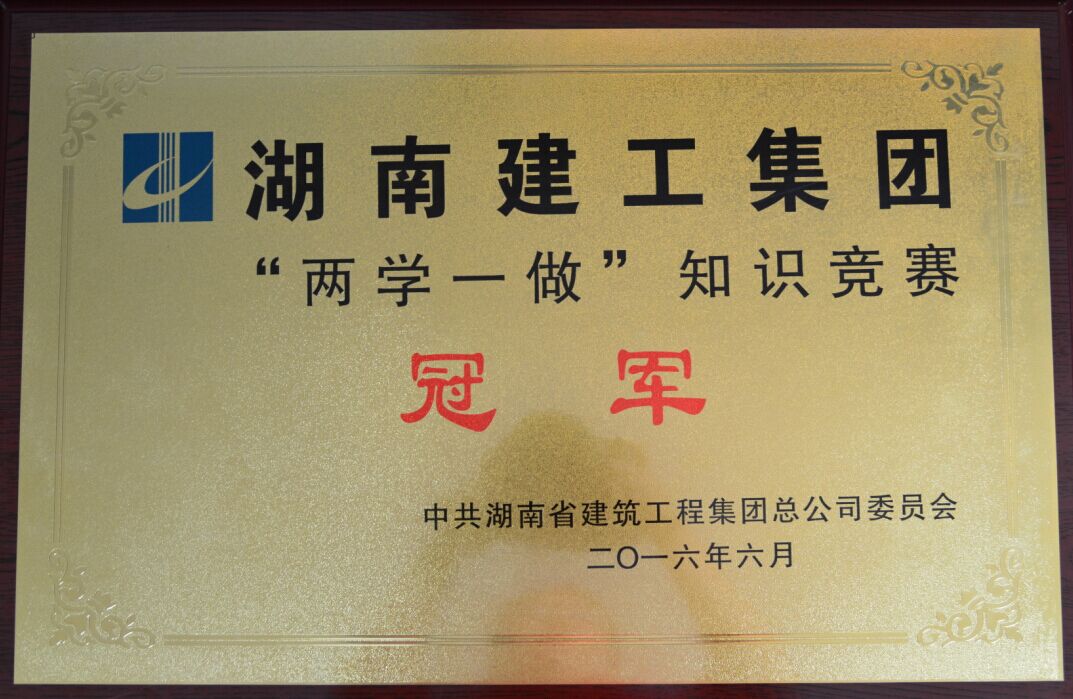 湖南建工集团
“两学一做”知识竞赛
冠军
中共湖南省建筑工程集团总公司委员会
二〇一六年六月